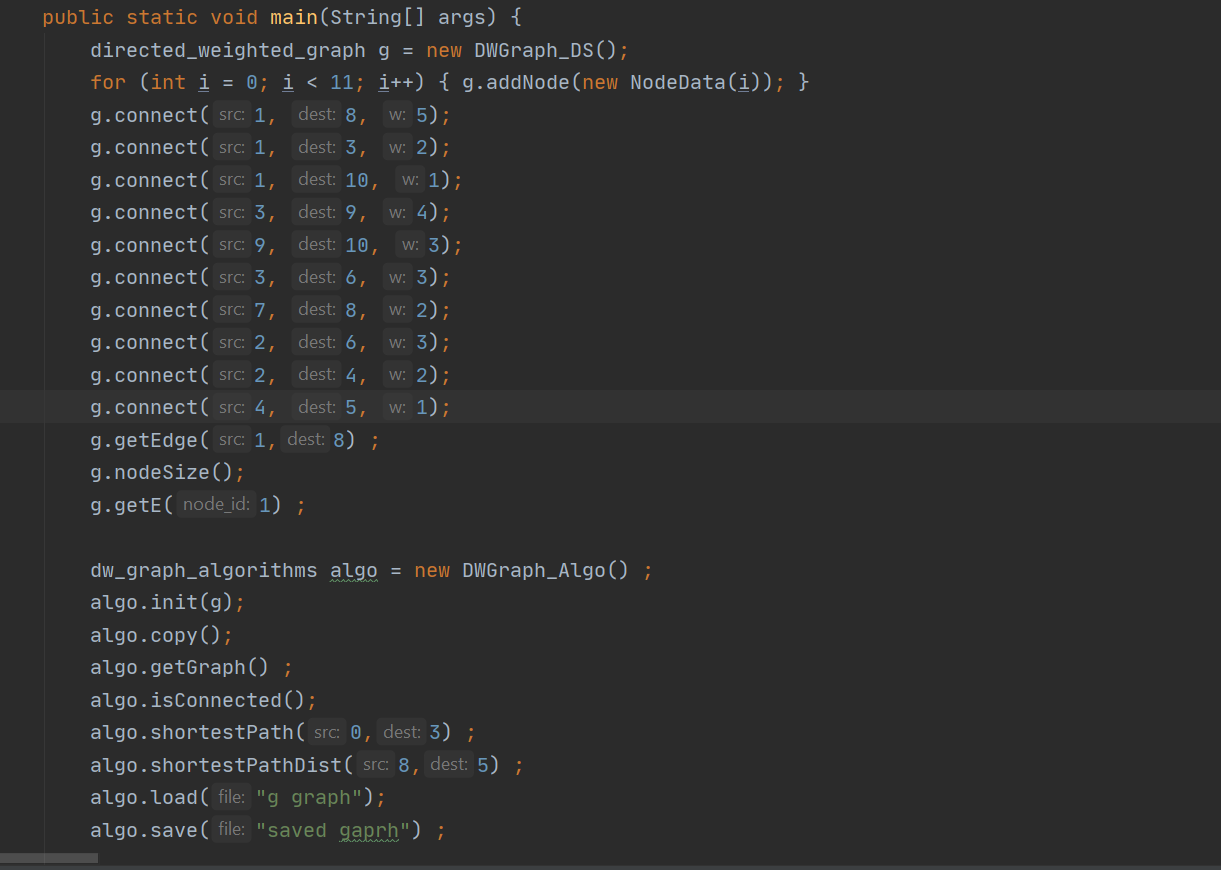 public static void main(String[] args) {
directed_weighted_graph g = new DWGraph_DS();
for (int i = 0; i < 11; i++) { g.addNode(new NodeData(i)); }
g.connect( src: 1, dest: 8, w: 5);
g.connect( src: 1, dest: 3, w: 2);
g.connect( src: 1, dest: 10, w: 1);
g.connect( src: 3, dest: 9, w: 4);
g.connect( src: 9, dest: 10, w: 3);
g.connect( src: 3, dest: 6, w: 3);
g.connect( src: 7, dest: 8, w: 2);
g.connect( src: 2, dest: 6, w: 3);
g.connect( src: 2, dest: 4, w: 2);
g.connect( src: 4, dest: 5, w: 1);
g.getEdge( src: 1, dest: 8) ;
g.nodeSize();
g.getE( node_id: 1) ;
dw_graph_algorithms algo = new DWGraph_Algo() ;
algo.init(g);
algo.copy();
algo.getGraph() ;
algo.isConnected();
algo.shortestPath( src: 0, dest: 3) ;
algo.shortestPathDist( src: 8, dest: 5) ;
algo.load( file: "g graph");
algo.save( file: "saved gaprh") ;